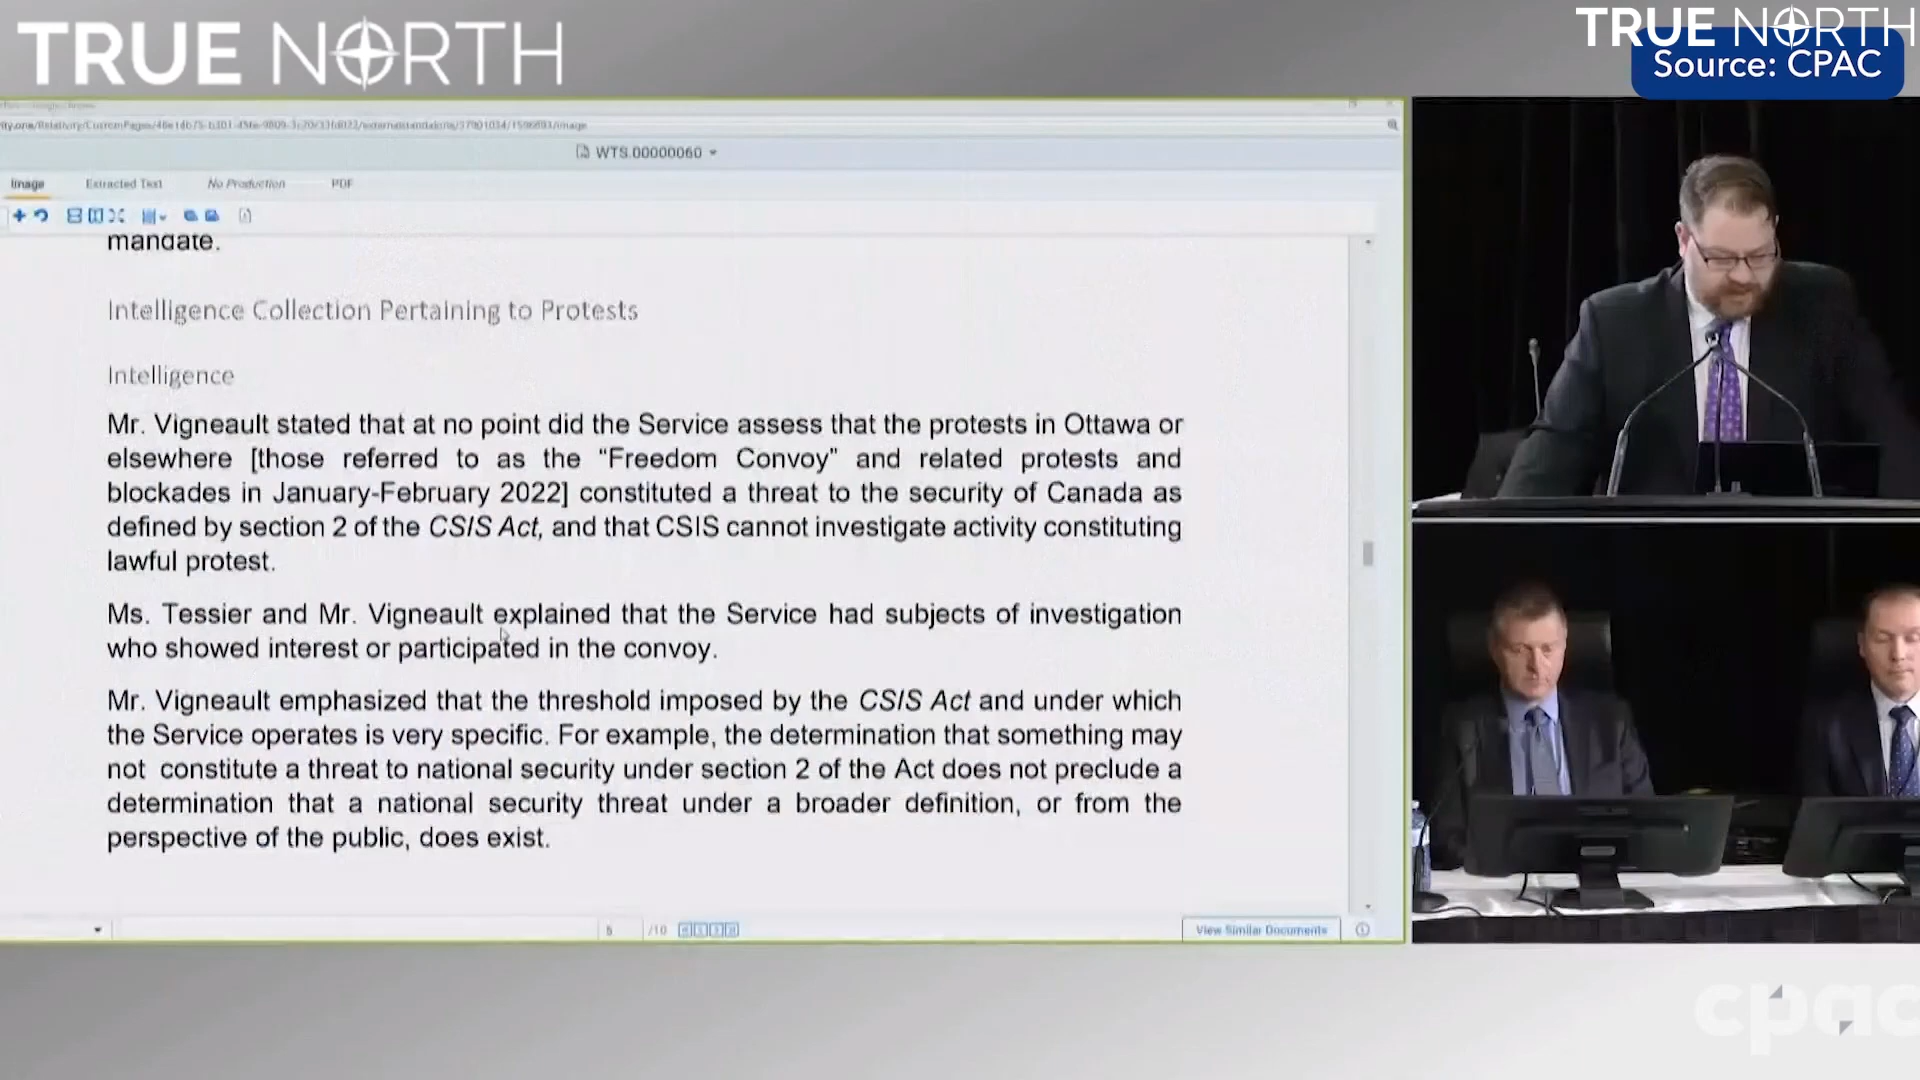 TRUE NORTH
TRUE NORTH
Source: CPAC
WTS.00000060
Image
Extracted Text
No Production
PDF
mandate.
Intelligence Collection Pertaining to Protests
Intelligence
Mr. Vigneault stated that at no point did the Service assess that the protests in Ottawa or
elsewhere [those referred to as the “Freedom Convoy” and related protests and
blockades in January-February 2022] constituted a threat to the security of Canada as
defined by section 2 of the CSIS Act, and that CSIS cannot investigate activity constituting
lawful protest.
Ms. Tessier and Mr. Vigneault explained that the Service had subjects of investigation
who showed interest or participated in the convoy.
Mr. Vigneault emphasized that the threshold imposed by the CSIS Act and under which
the Service operates is very specific. For example, the determination that something may
not constitute a threat to national security under section 2 of the Act does not preclude a
determination that a national security threat under a broader definition, or from the
perspective of the public, does exist.
/10
View Similar Documents
cpac